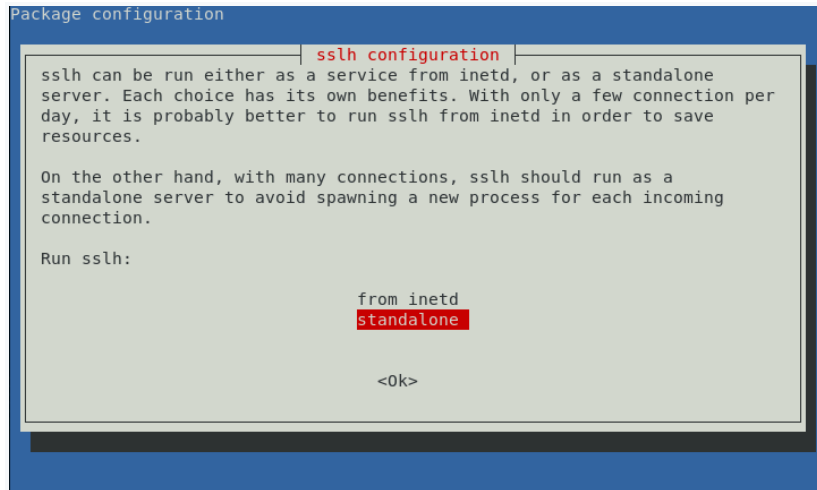 Package configuration
sslh configuration
sslh can be run either as a service from inetd, or as a standalone
server. Each choice has its own benefits. With only a few connection per
day, it is probably better to run sslh from inetd in order to save
resources.
On the other hand, with many connections, sslh should run as a
standalone server to avoid spawning a new process for each incoming
connection.
Run sslh:
from inetd
standalone
<Ok>